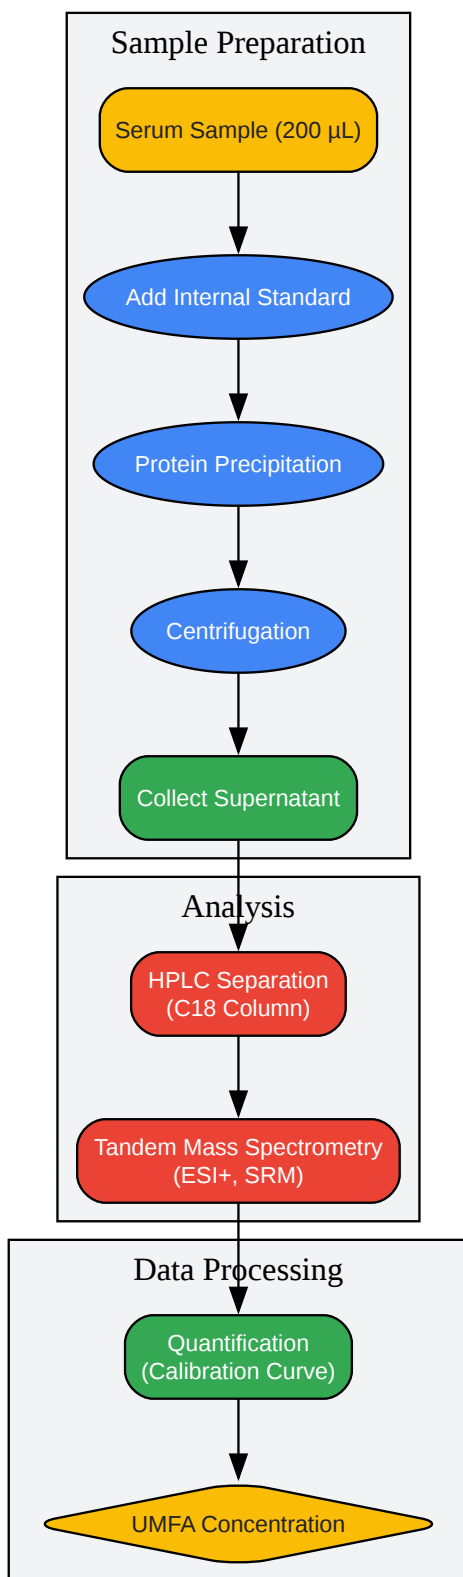 Sample Preparation
Serum Sample (200 µL)
Add Internal Standard
Protein Precipitation
Centrifugation
Collect Supernatant
Analysis
HPLC Separation
(C18 Column)
Tandem Mass Spectrometry
(ESI+, SRM)
Data Processing
Quantification
(Calibration Curve)
UMFA Concentration